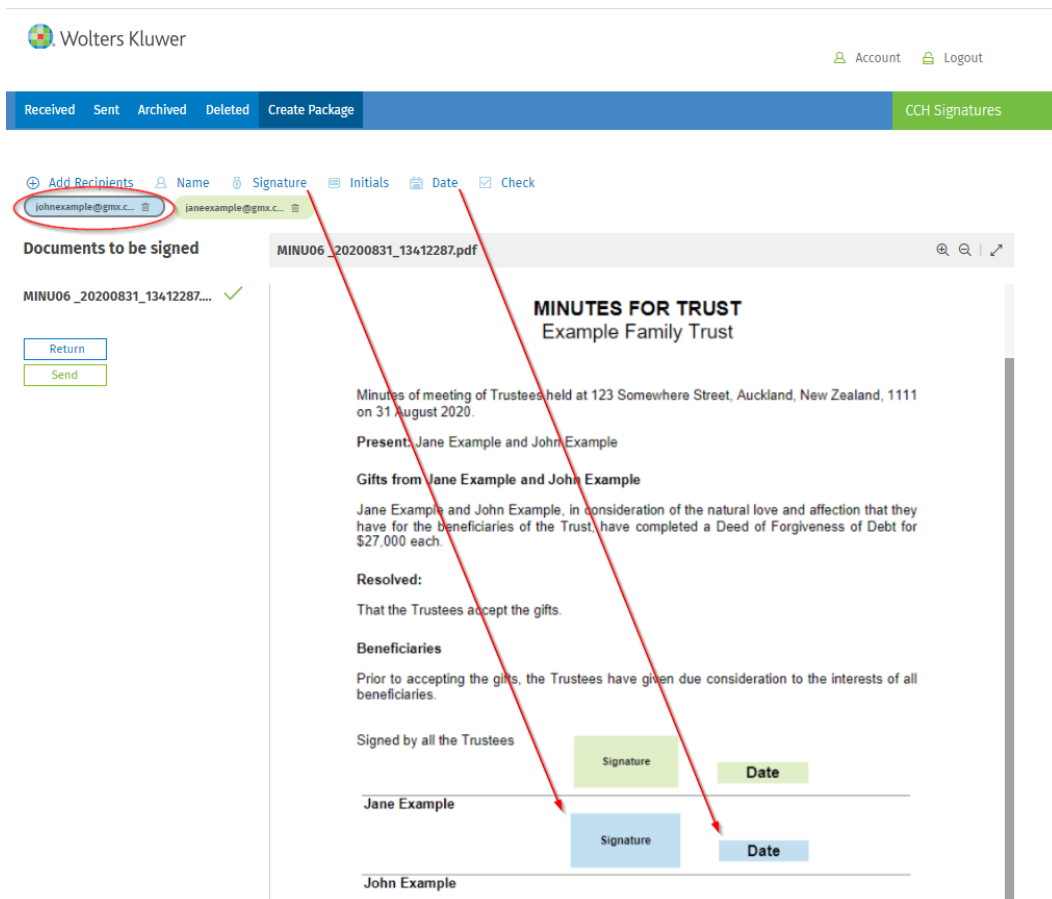 Wolters Kluwer
Account Logout
Received Sent Archived Deleted Create Package CCH Signatures
Add Recipients Name Signature Initials Date Check
johnexample@gmx.c... janeexample@gmx.c...
Documents to be signed
MINU06 _20200831_13412287.pdf
MINU06 _20200831_13412287....
Return
Send
MINUTES FOR TRUST
Example Family Trust
Minutes of meeting of Trustees held at 123 Somewhere Street, Auckland, New Zealand, 1111
on 31 August 2020.
Present: Jane Example and John Example
Gifts from Jane Example and John Example
Jane Example and John Example, in consideration of the natural love and affection that they
have for the beneficiaries of the Trust, have completed a Deed of Forgiveness of Debt for
$27,000 each.
Resolved:
That the Trustees accept the gifts.
Beneficiaries
Prior to accepting the gifts, the Trustees have given due consideration to the interests of all
beneficiaries.
Signed by all the Trustees
Signature Date
Jane Example
Signature Date
John Example